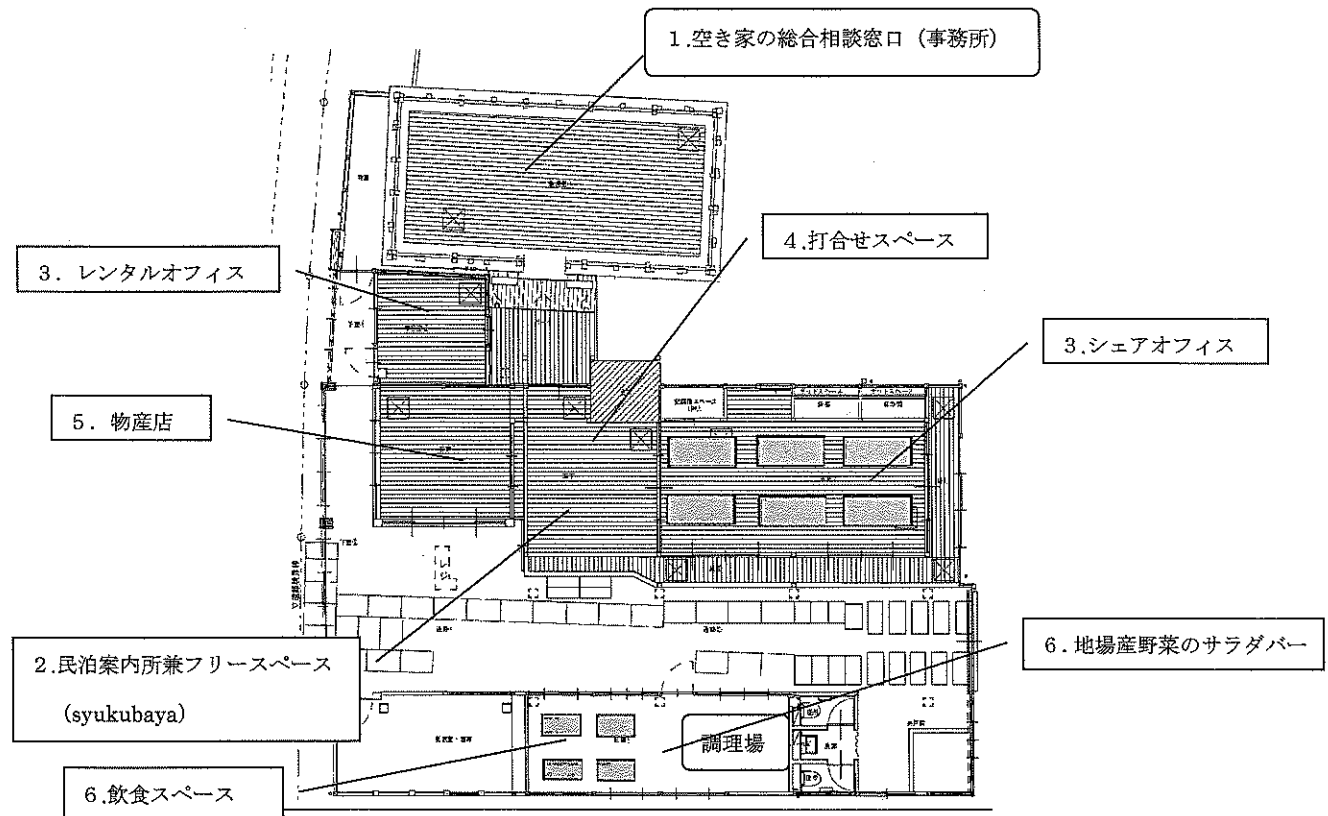 1.空き家の総合相談窓口（事務所）
4.打合せスペース
3．レンタルオフィス
3.シェアオフィス
5．物産店
レジ
2.民泊案内所兼フリースペース
(syukubaya)
6．地場産野菜のサラダバー
調理場
6.飲食スペース